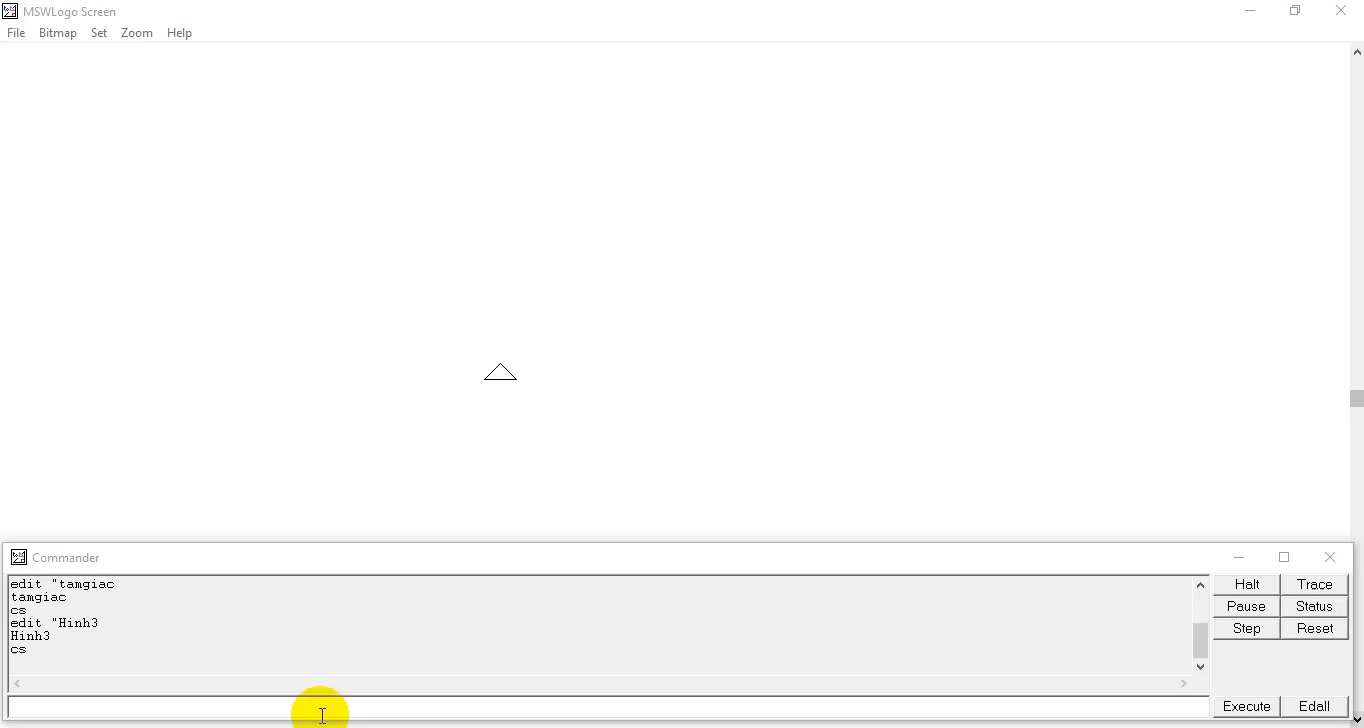 MSWLogo Screen
File Bitmap Set Zoom Help
Commander
edit "tamgiac
tamgiac
cs
edit "Hinh3
Hinh3
cs
Halt Trace
Pause Status
Step Reset
Execute Edall